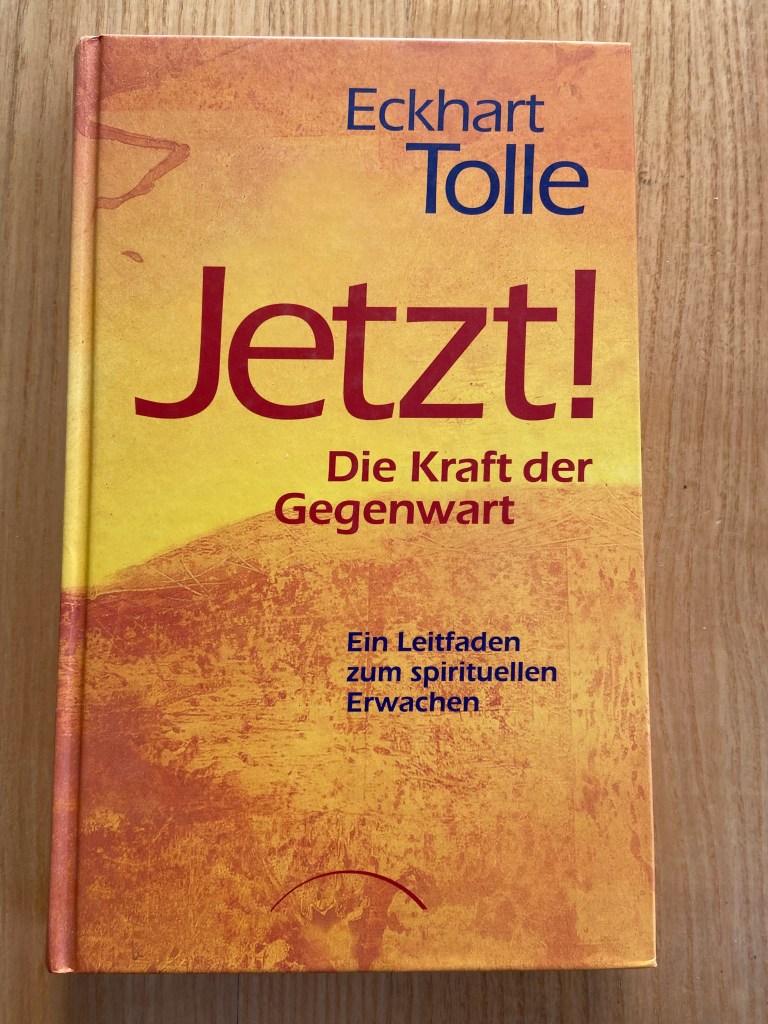 Eckhart
Tolle
Jetzt!
Die Kraft der
Gegenwart
Ein Leitfaden
zum spirituellen
Erwachen